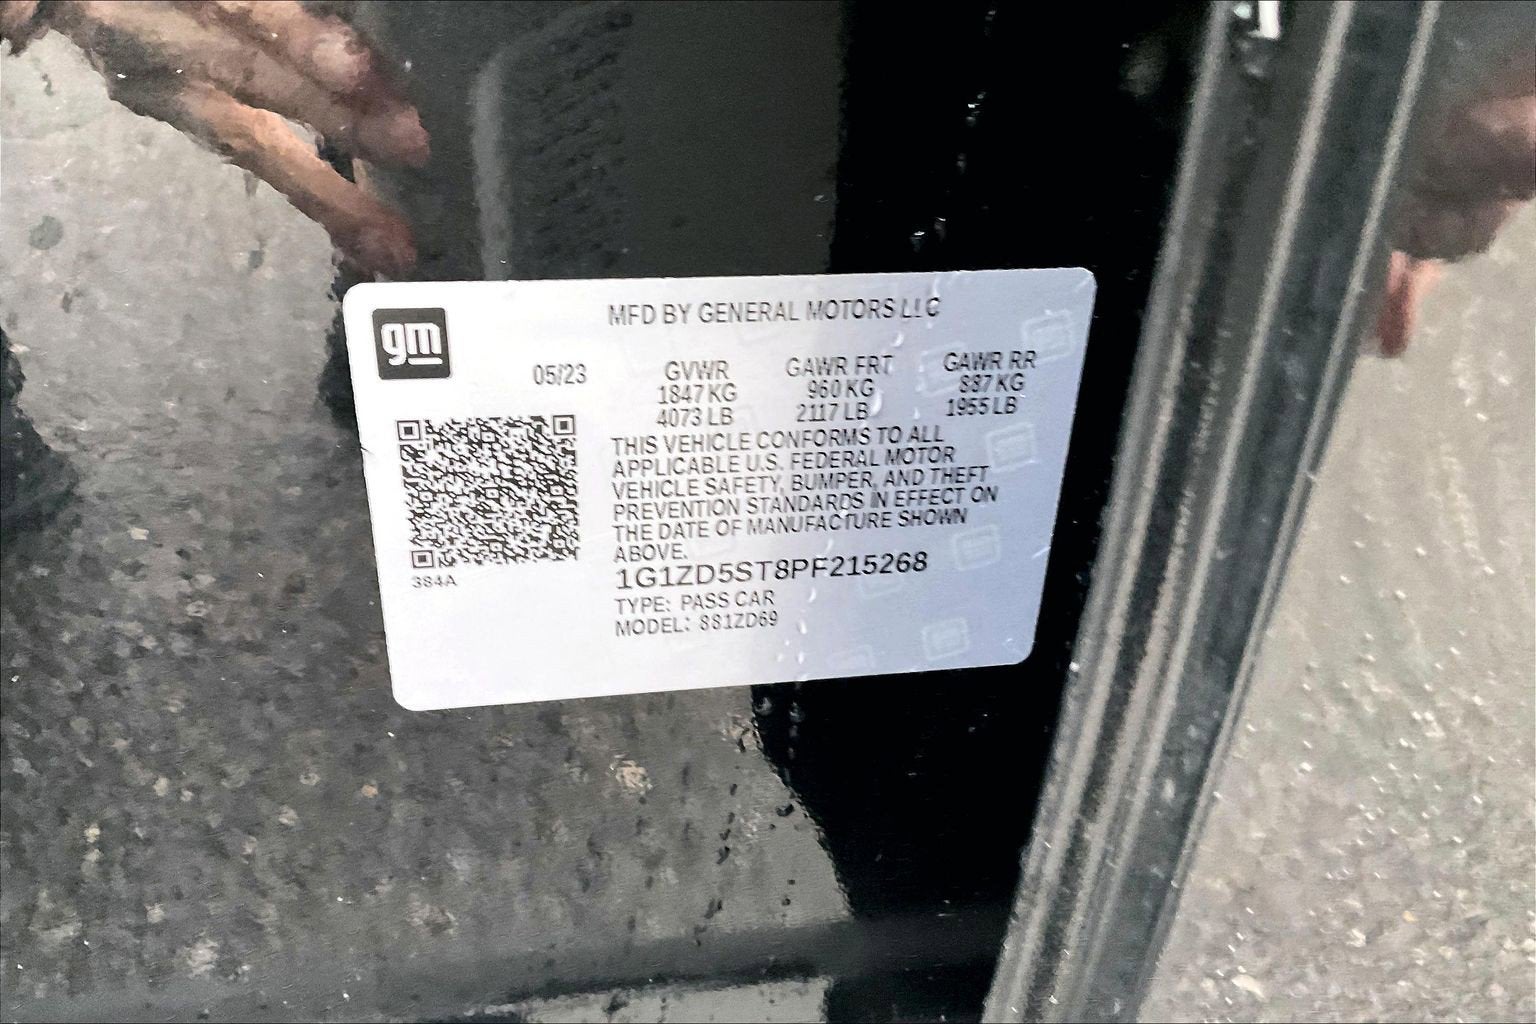 MFD BY GENERAL MOTORS LLC
gm
05/23 GVWR GAWR FRT GAWR RR
1847 KG 960 KG 887 KG
4073 LB 2117 LB 1955 LB
THIS VEHICLE CONFORMS TO ALL
APPLICABLE U.S. FEDERAL MOTOR
VEHICLE SAFETY, BUMPER, AND THEFT
PREVENTION STANDARDS IN EFFECT ON
THE DATE OF MANUFACTURE SHOWN
ABOVE.
384A
1G1ZD5ST8PF215268
TYPE: PASS CAR
MODEL: 881ZD69